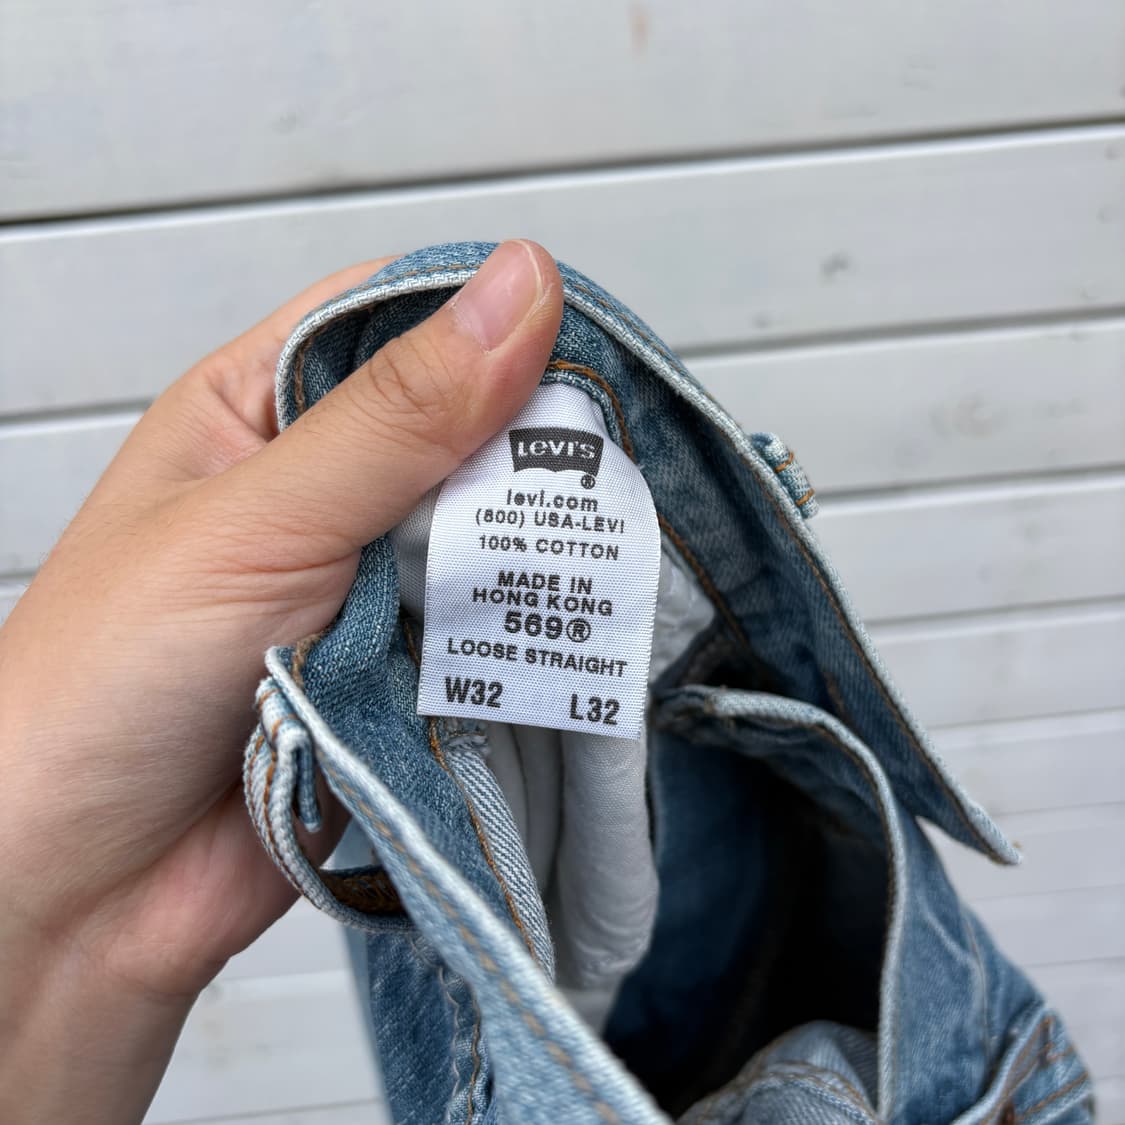 LEVI'S
®
levi.com
(800) USA-LEVI
100% COTTON
MADE IN
HONG KONG
569®
LOOSE STRAIGHT
W32 L32